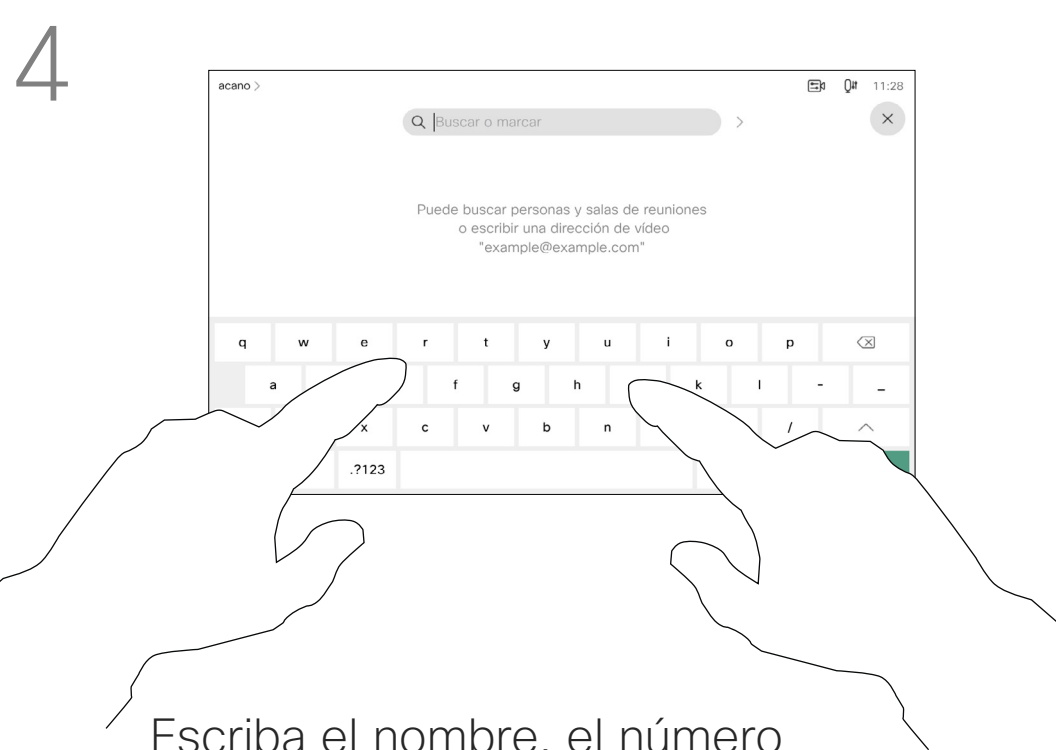 4
acano >
11:28
Buscar o marcar
Puede buscar personas y salas de reuniones
o escribir una dirección de vídeo
"example@example.com"
q w e r t y u i o p
a f g h k l - _
x c v b n / ^
.?123
Escriba el nombre, el número